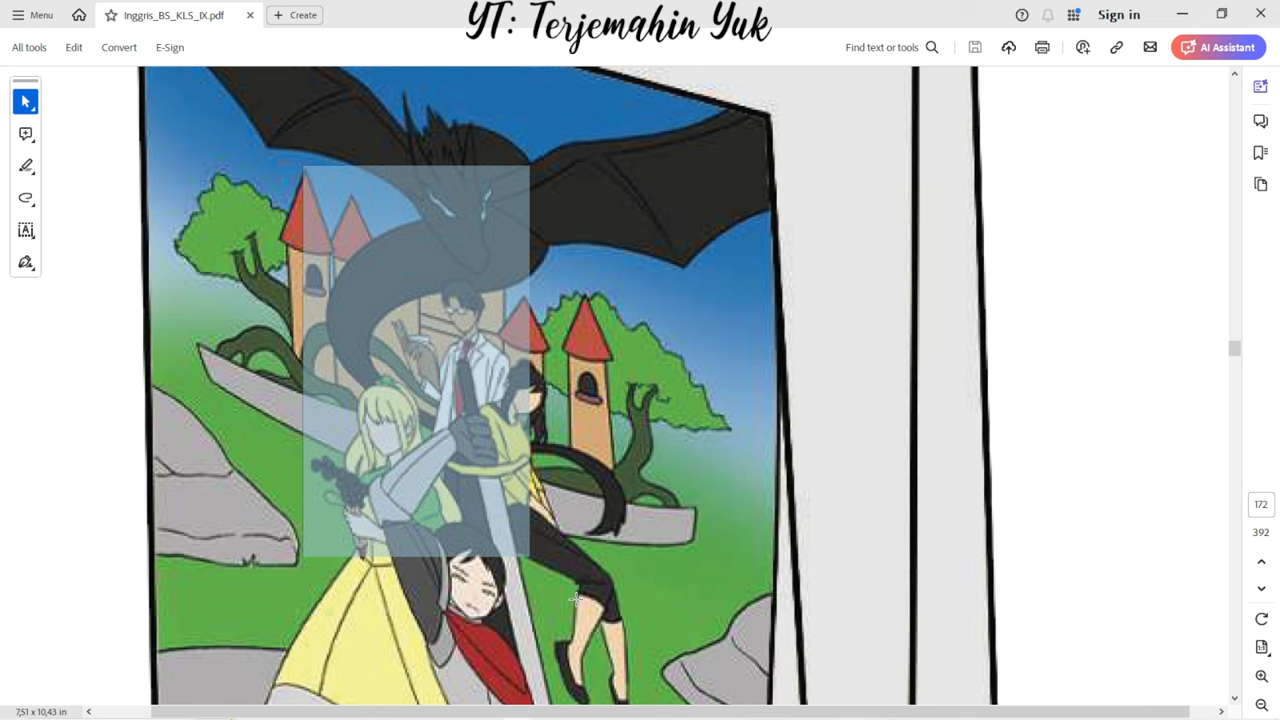 Menu
Inggris_BS_KLS_IX.pdf
Create
YT: Terjemahin Yuk
Sign in
All tools
Edit
Convert
E-Sign
Find text or tools
AI Assistant
172
392
7,51 x 10,43 in